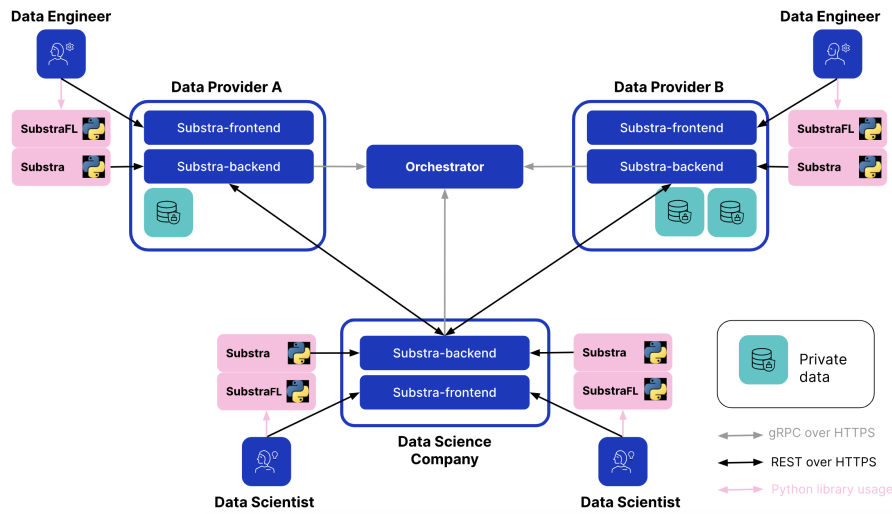 Data Engineer
Data Engineer
Data Provider A
Data Provider B
SubstraFL
Substra-frontend
Substra-frontend
SubstraFL
Substra
Substra-backend
Orchestrator
Substra-backend
Substra
Substra
Substra-backend
Substra
SubstraFL
Substra-frontend
SubstraFL
Private
data
Data Science
Company
gRPC over HTTPS
REST over HTTPS
Python library usage
Data Scientist
Data Scientist